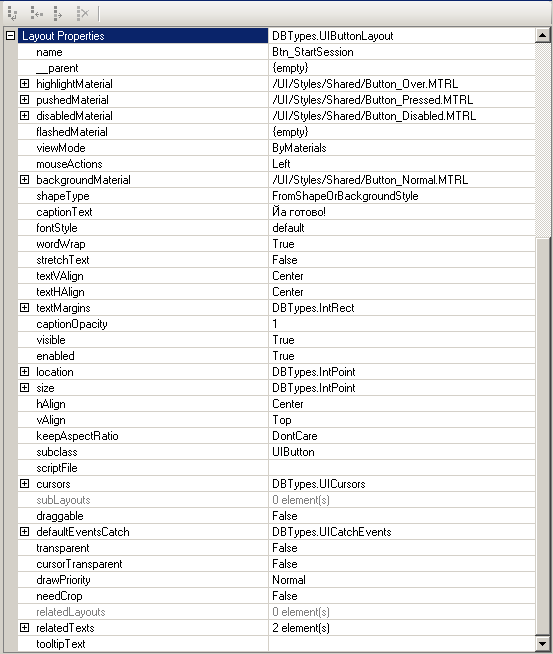 Layout Properties DBTypes.UIButtonLayout
name Btn_StartSession
__parent {empty}
highlightMaterial /UI/Styles/Shared/Button_Over.MTRL
pushedMaterial /UI/Styles/Shared/Button_Pressed.MTRL
disabledMaterial /UI/Styles/Shared/Button_Disabled.MTRL
flashedMaterial {empty}
viewMode ByMaterials
mouseActions Left
backgroundMaterial /UI/Styles/Shared/Button_Normal.MTRL
shapeType FromShapeOrBackgroundStyle
captionText Йа готово!
fontStyle default
wordWrap True
stretchText False
textVAlign Center
textHAlign Center
textMargins DBTypes.IntRect
captionOpacity 1
visible True
enabled True
location DBTypes.IntPoint
size DBTypes.IntPoint
hAlign Center
vAlign Top
keepAspectRatio DontCare
subclass UIButton
scriptFile
cursors DBTypes.UICursors
subLayouts 0 element(s)
draggable False
defaultEventsCatch DBTypes.UICatchEvents
transparent False
cursorTransparent False
drawPriority Normal
needCrop False
relatedLayouts 0 element(s)
relatedTexts 2 element(s)
tooltipText